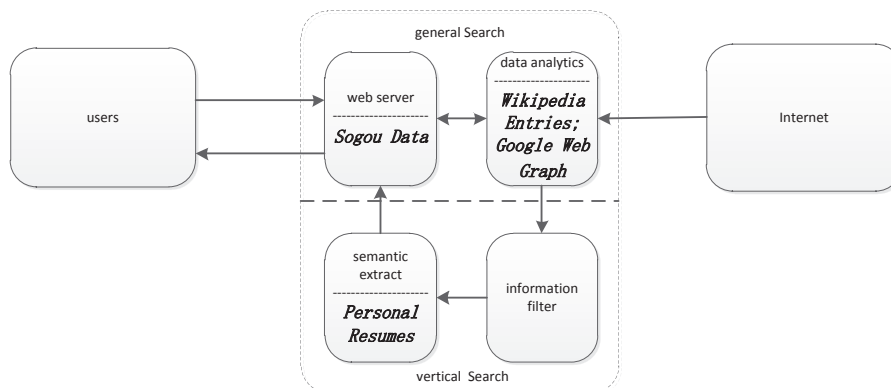 general Search
users
web server
Sogou Data
data analytics
Wikipedia
Entries;
Google Web
Graph
Internet
semantic
extract
Personal
Resumes
information
filter
vertical Search